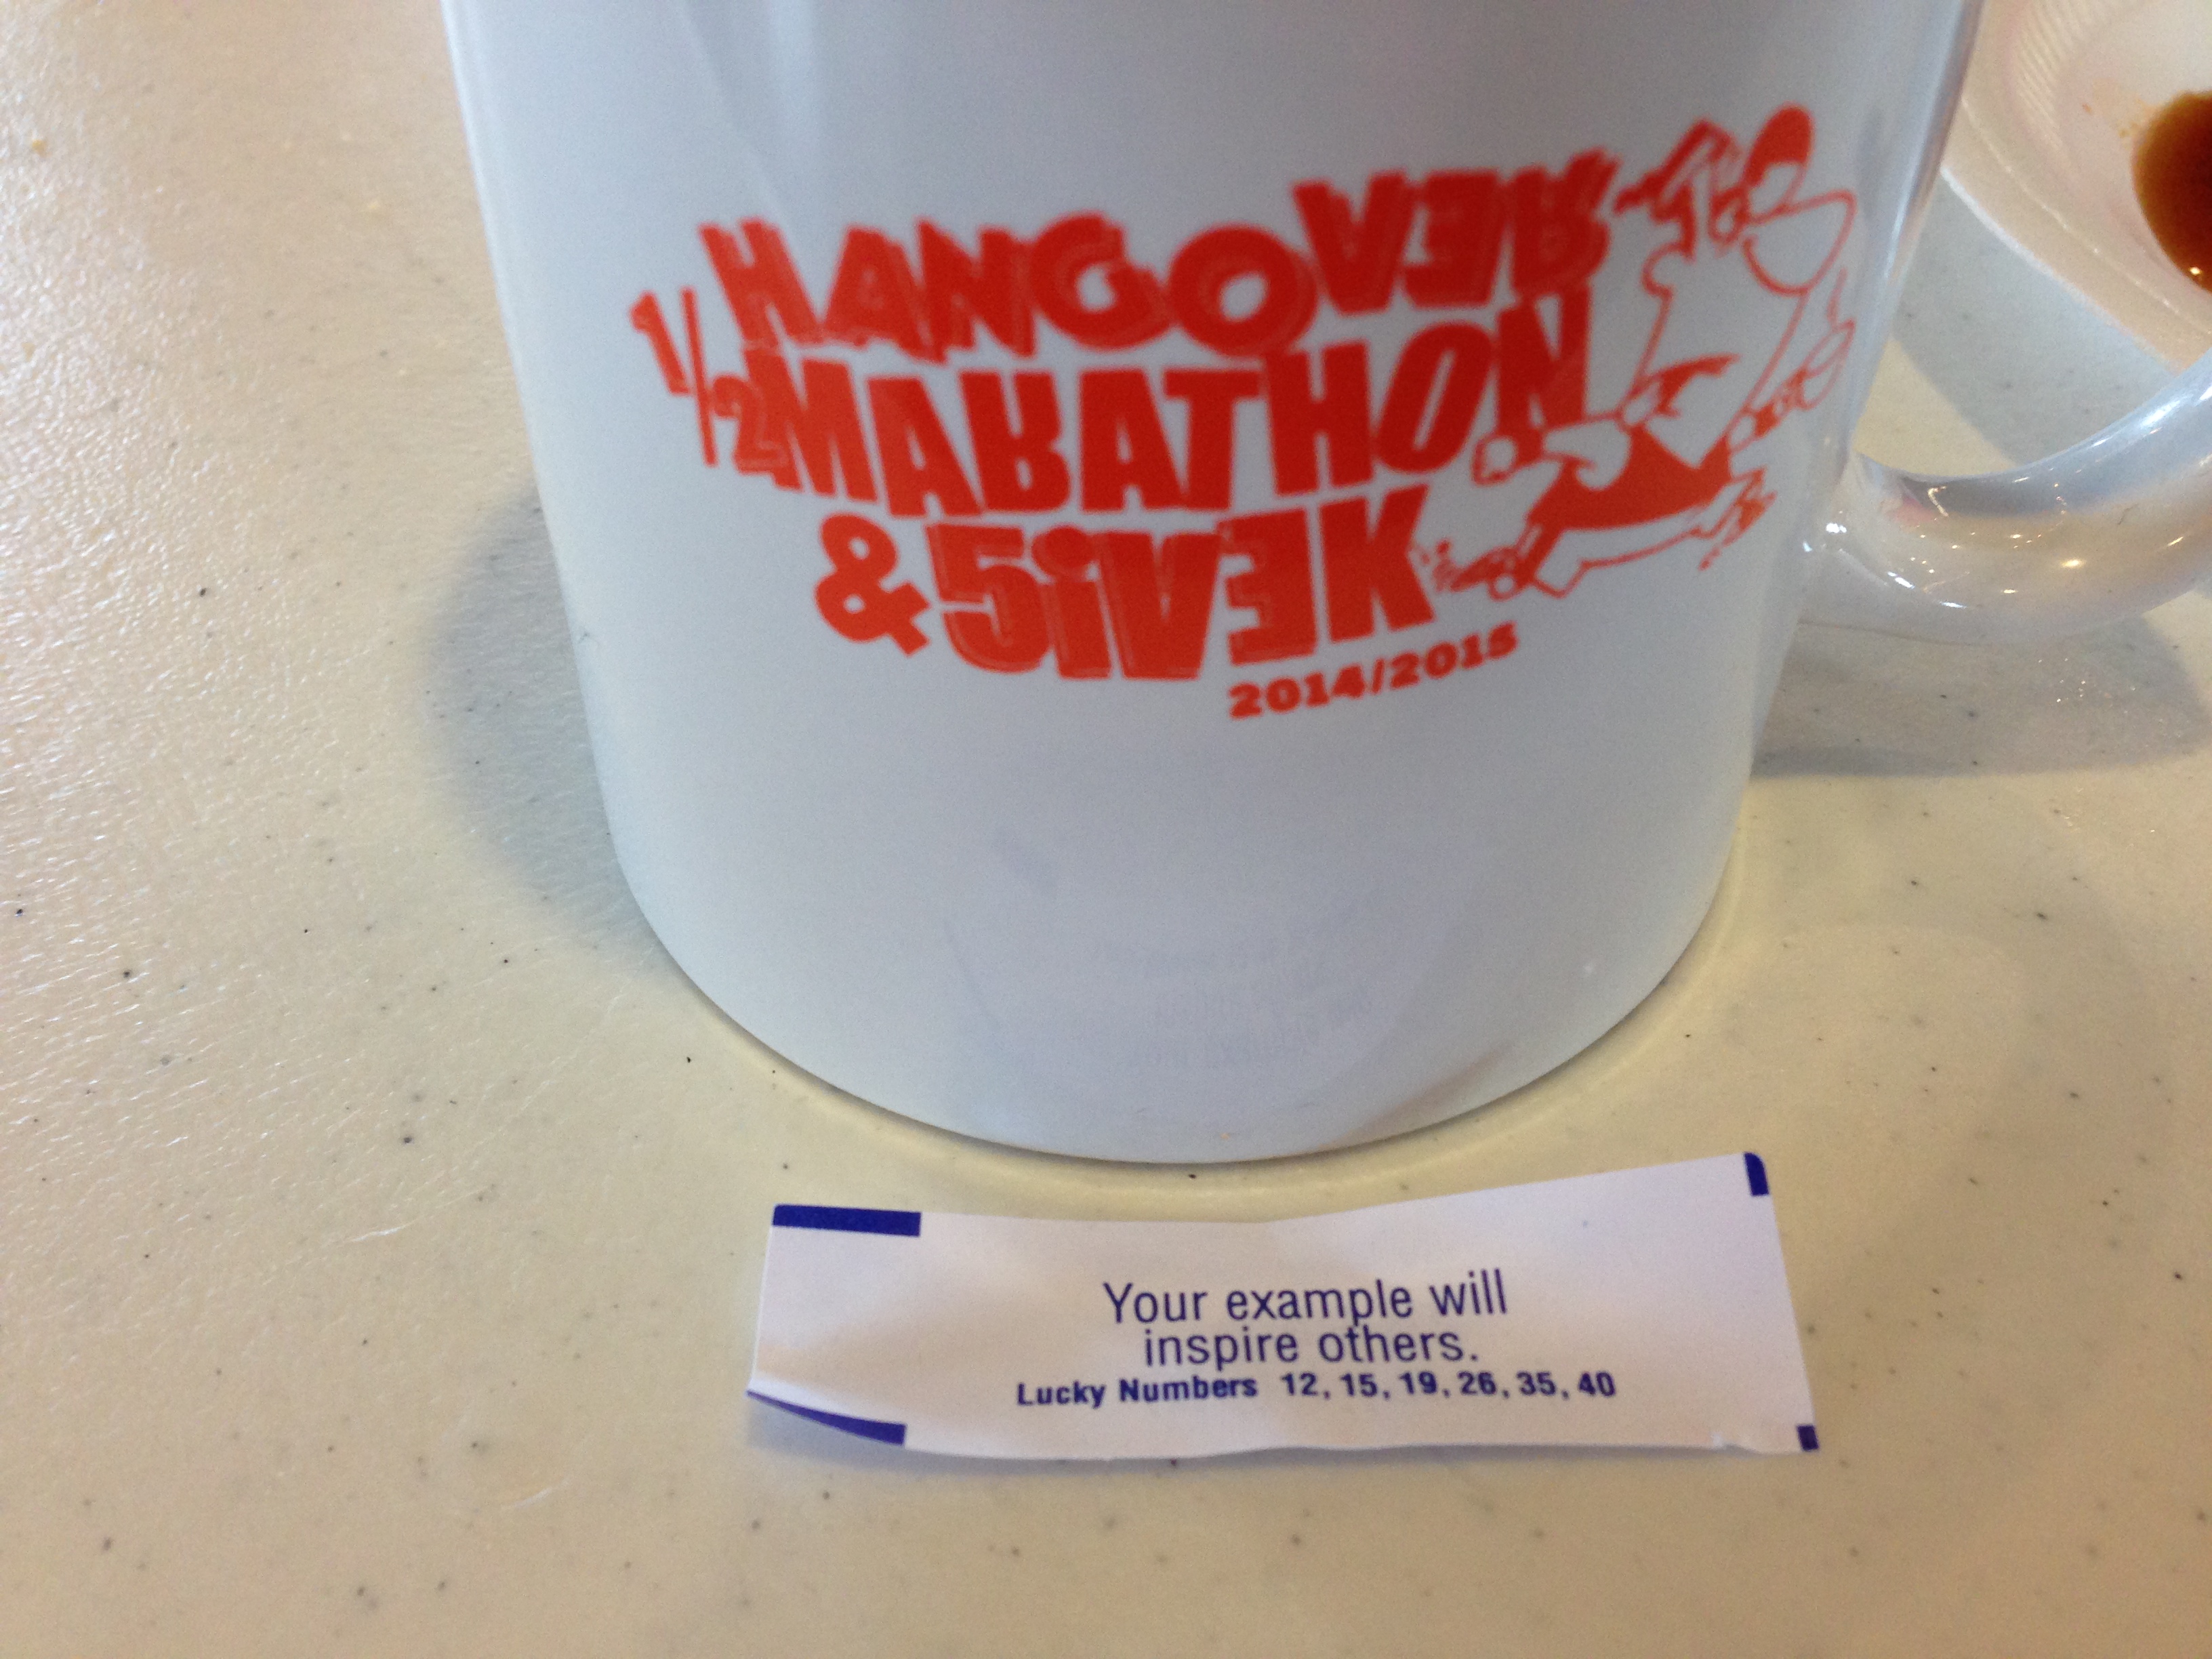 HANGOVER
1/2 MARATHON
& 5iVEK
2014/2015
Your example will
inspire others.
Lucky Numbers 12, 15, 19, 26, 35, 40